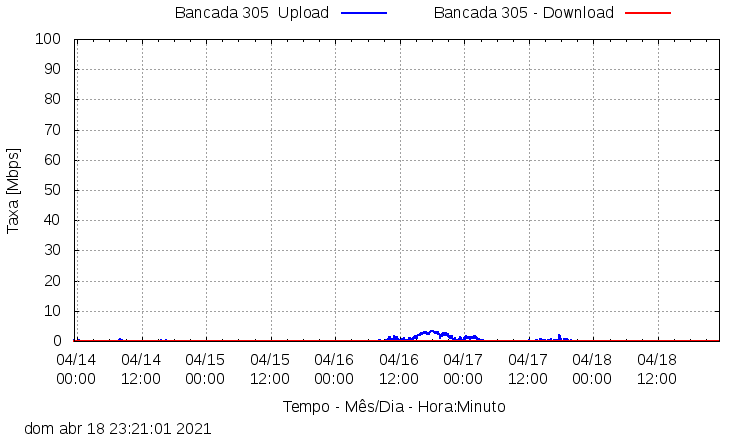 Bancada 305 Upload
Bancada 305 - Download
100
90
80
70
60
50
40
30
20
10
0
Taxa [Mbps]
04/14 04/14 04/15 04/15 04/16 04/16 04/17 04/17 04/18 04/18
00:00 12:00 00:00 12:00 00:00 12:00 00:00 12:00 00:00 12:00
Tempo - Mês/Dia - Hora:Minuto
dom abr 18 23:21:01 2021